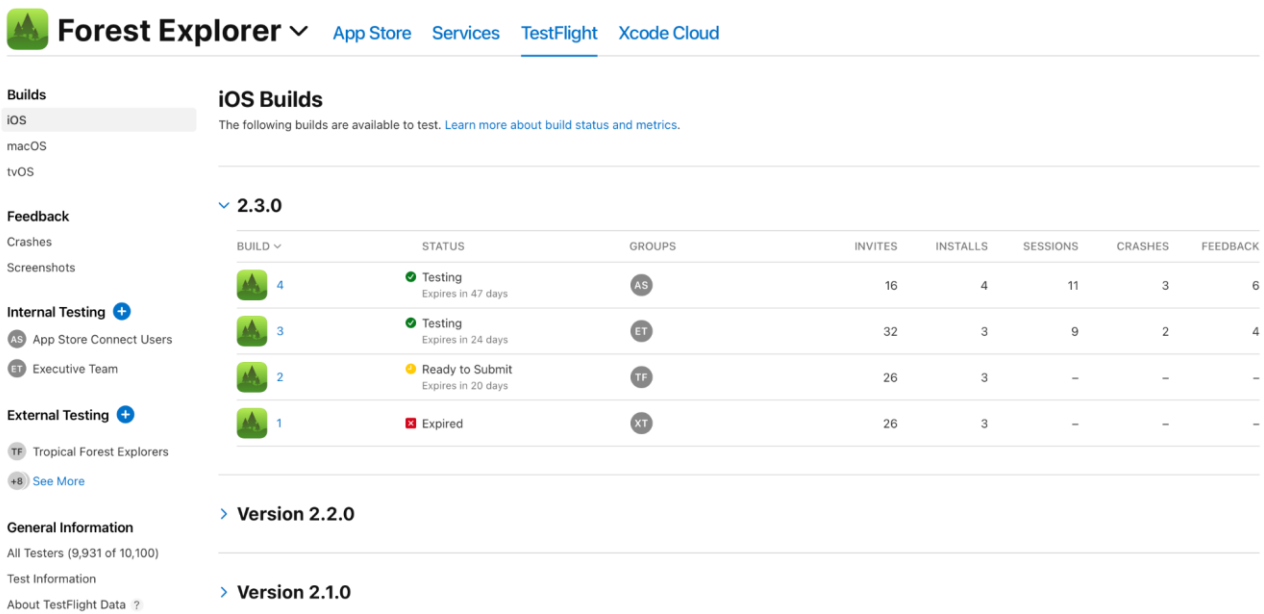 Forest Explorer App Store Services TestFlight Xcode Cloud
Builds
iOS
macOS
tvOS
Feedback
Crashes
Screenshots
Internal Testing
AS App Store Connect Users
ET Executive Team
External Testing
TF Tropical Forest Explorers
+8 See More
General Information
All Testers (9,931 of 10,100)
Test Information
About TestFlight Data ?
iOS Builds
The following builds are available to test. Learn more about build status and metrics.
2.3.0
BUILD STATUS GROUPS INVITES INSTALLS SESSIONS CRASHES FEEDBACK
4 Testing AS 16 4 11 3 6
Expires in 47 days
3 Testing ET 32 3 9 2 4
Expires in 24 days
2 Ready to Submit TF 26 3 – – –
Expires in 20 days
1 Expired XT 26 3 – – –
Version 2.2.0
Version 2.1.0